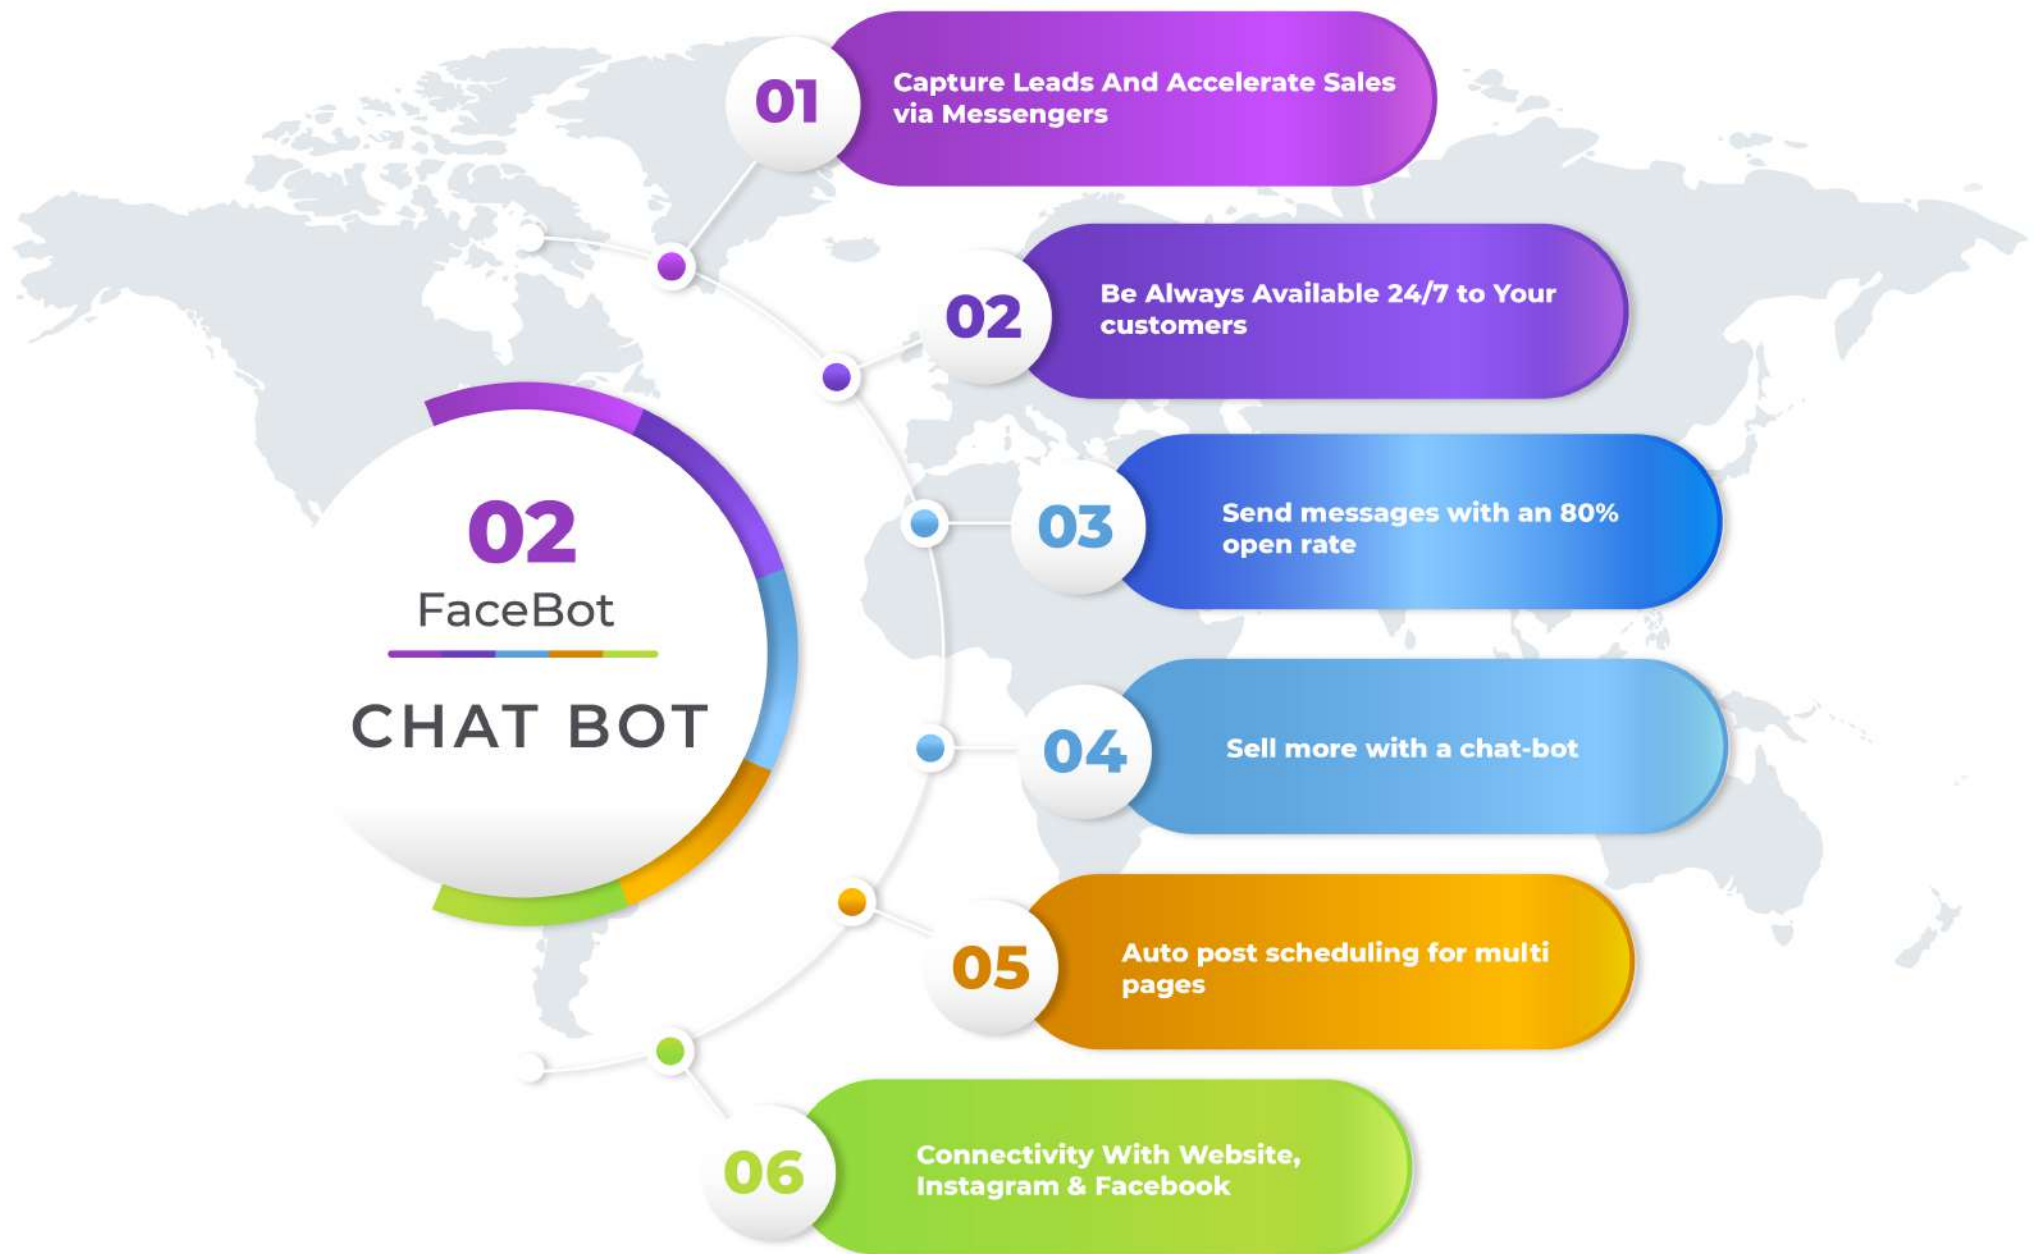 02
FaceBot
CHAT BOT
01
Capture Leads And Accelerate Sales
via Messengers
02
Be Always Available 24/7 to Your
customers
03
Send messages with an 80%
open rate
04
Sell more with a chat-bot
05
Auto post scheduling for multi
pages
06
Connectivity With Website,
Instagram & Facebook